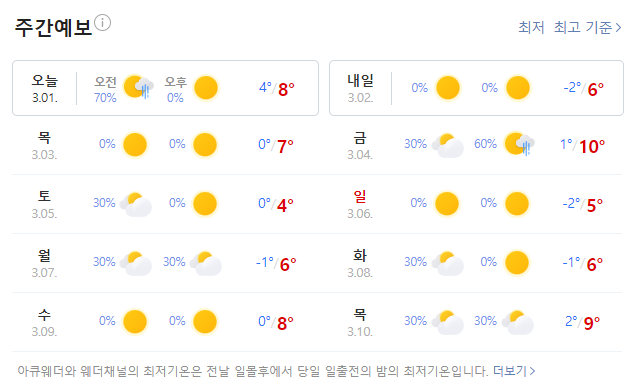 주간예보
최저 최고 기준
오늘 3.01. 오전 70% 오후 0% 4°/8°
내일 3.02. 0% 0% -2°/6°
목 3.03. 0% 0% 0°/7°
금 3.04. 30% 60% 1°/10°
토 3.05. 30% 0% 0°/4°
일 3.06. 0% 0% -2°/5°
월 3.07. 30% 30% -1°/6°
화 3.08. 30% 0% -1°/6°
수 3.09. 0% 0% 0°/8°
목 3.10. 30% 30% 2°/9°
아큐웨더와 웨더채널의 최저기온은 전날 일몰후에서 당일 일출전의 밤의 최저기온입니다. 더보기